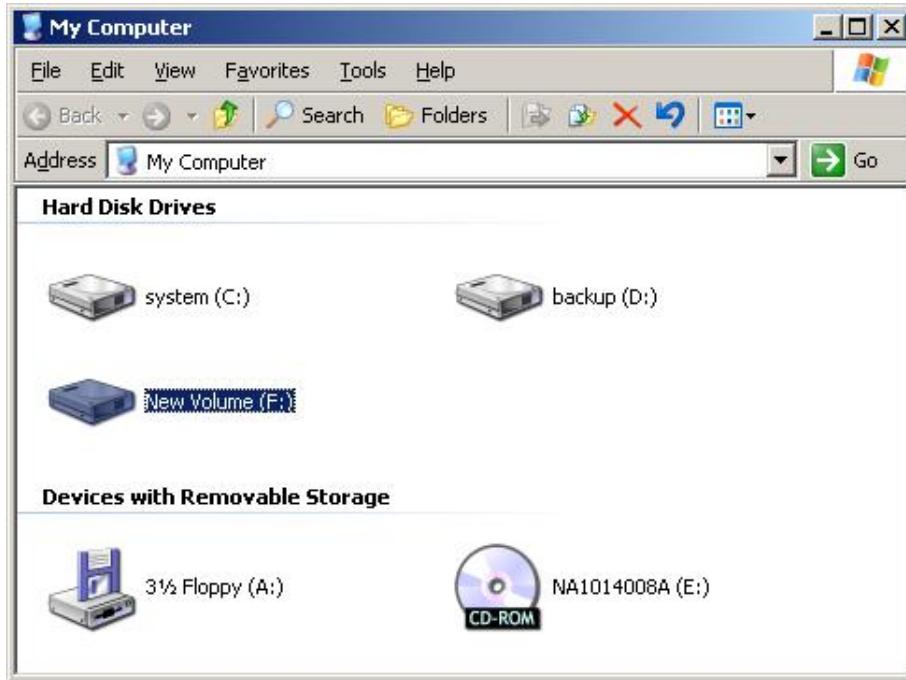 My Computer
File Edit View Favorites Tools Help
Back Search Folders
Address My Computer Go
Hard Disk Drives
system (C:) backup (D:)
New Volume (F:)
Devices with Removable Storage
3½ Floppy (A:) NA1014008A (E:)
CD-ROM